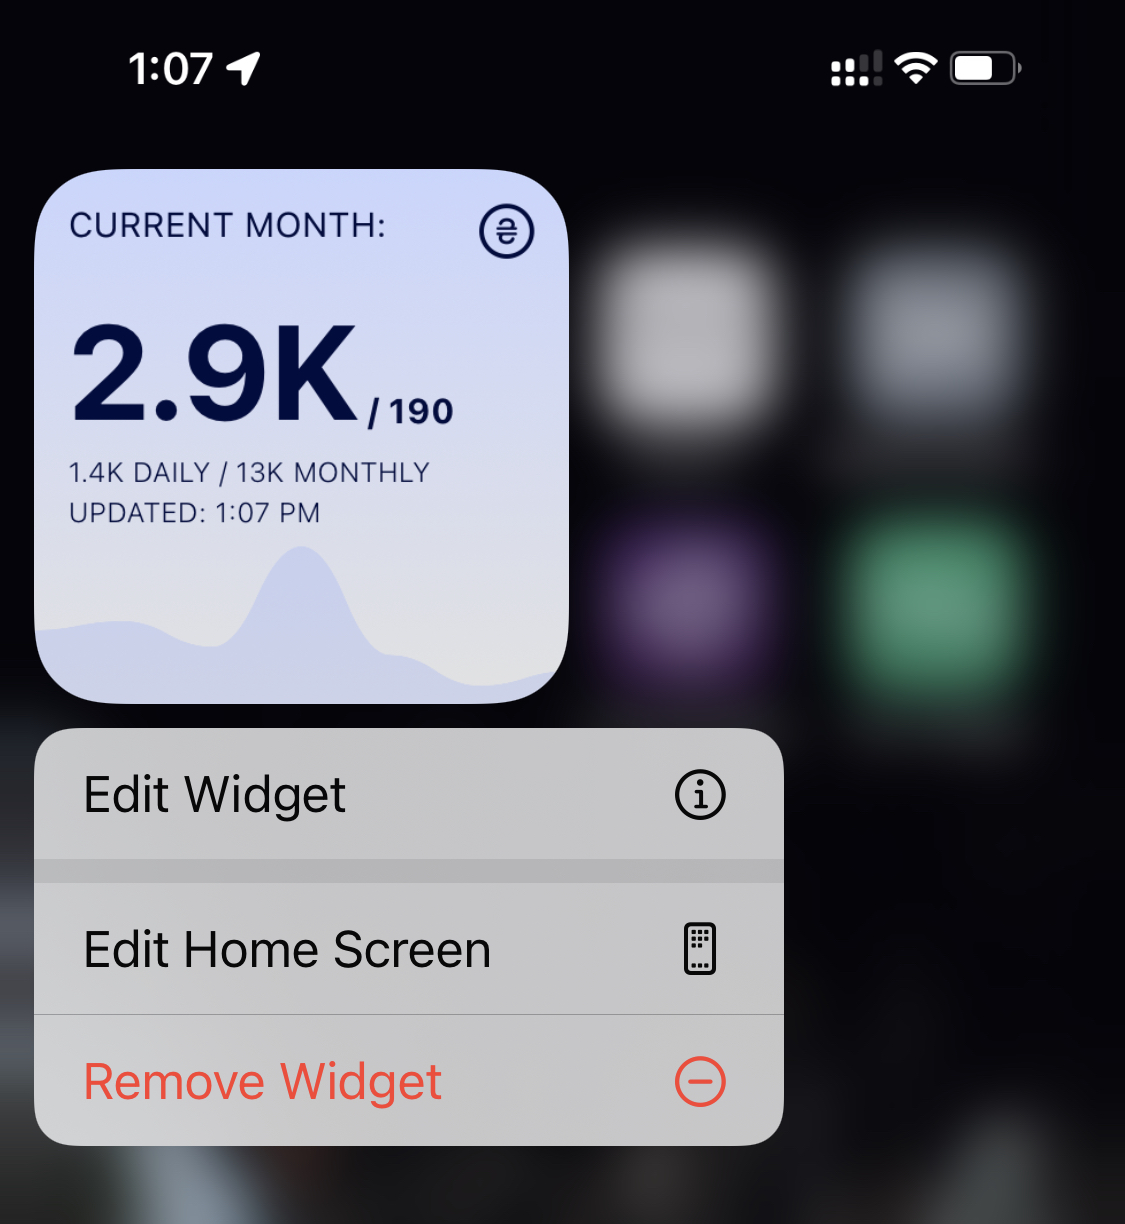 1:07
CURRENT MONTH: ₴
2.9K / 190
1.4K DAILY / 13K MONTHLY
UPDATED: 1:07 PM
Edit Widget
Edit Home Screen
Remove Widget